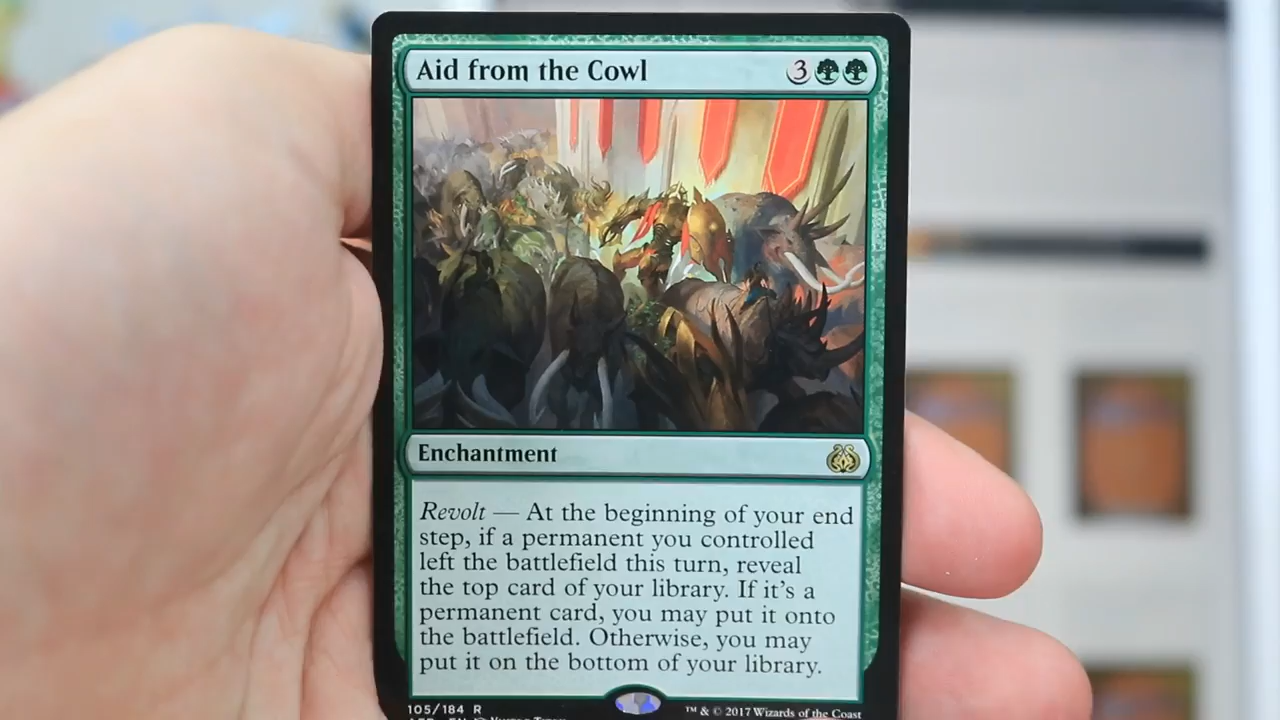 Aid from the Cowl 3
Enchantment
Revolt — At the beginning of your end
step, if a permanent you controlled
left the battlefield this turn, reveal
the top card of your library. If it's a
permanent card, you may put it onto
the battlefield. Otherwise, you may
put it on the bottom of your library.
105/184 R
™ & © 2017 Wizards of the Coast